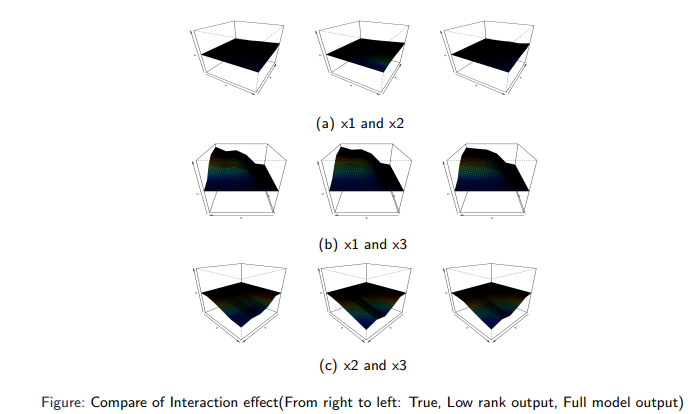 (a) x1 and x2
(b) x1 and x3
(c) x2 and x3
Figure: Compare of Interaction effect(From right to left: True, Low rank output, Full model output)